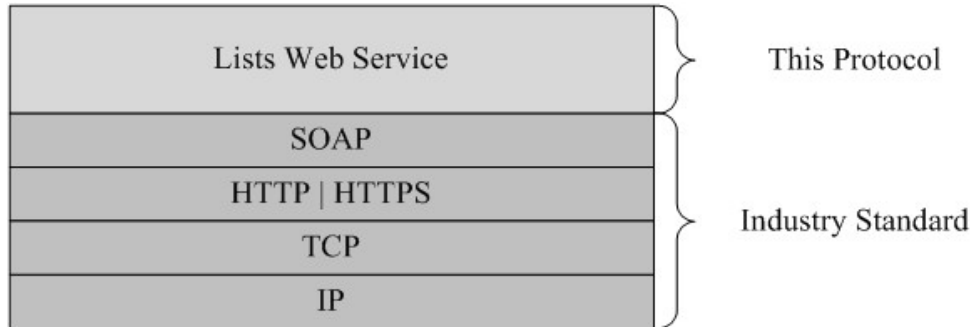 Lists Web Service
This Protocol
SOAP
HTTP | HTTPS
TCP
IP
Industry Standard